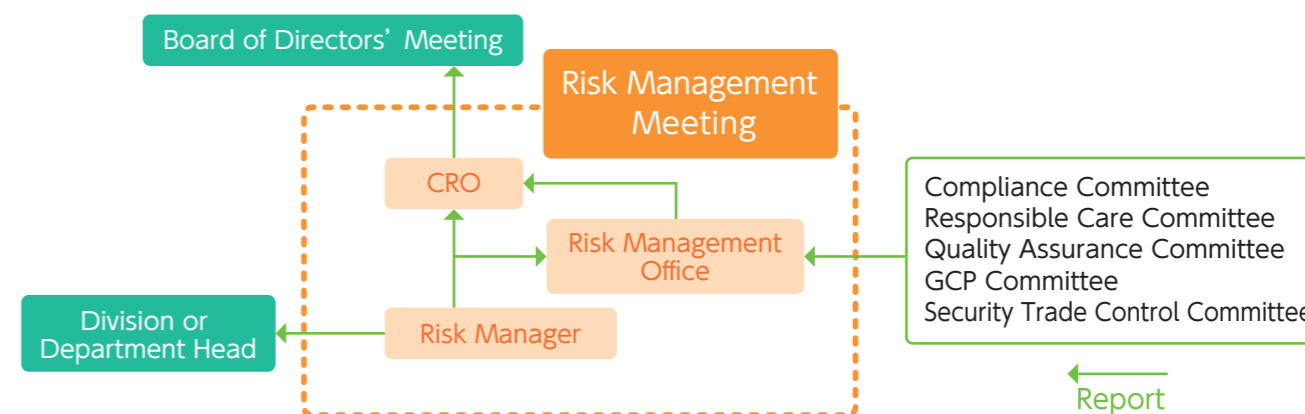 Board of Directors’ Meeting
Risk Management
Meeting
CRO
Risk Management
Office
Risk Manager
Division or
Department Head
Compliance Committee
Responsible Care Committee
Quality Assurance Committee
GCP Committee
Security Trade Control Committee
Report